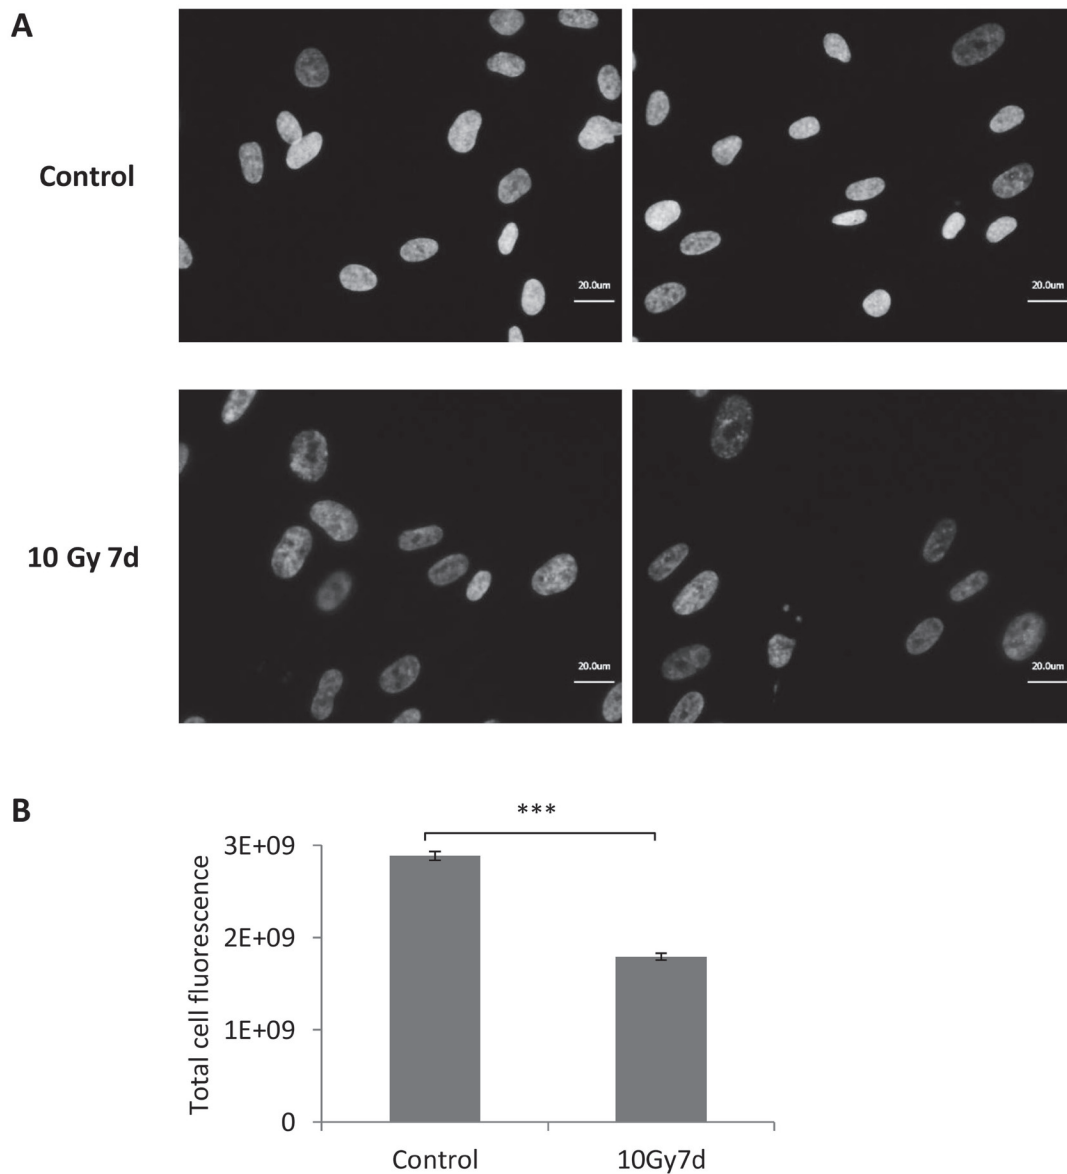 A
Control
20.0um
20.0um
10 Gy 7d
20.0um
20.0um
B
***
3E+09
2E+09
1E+09
0
Total cell fluorescence
Control
10Gy7d